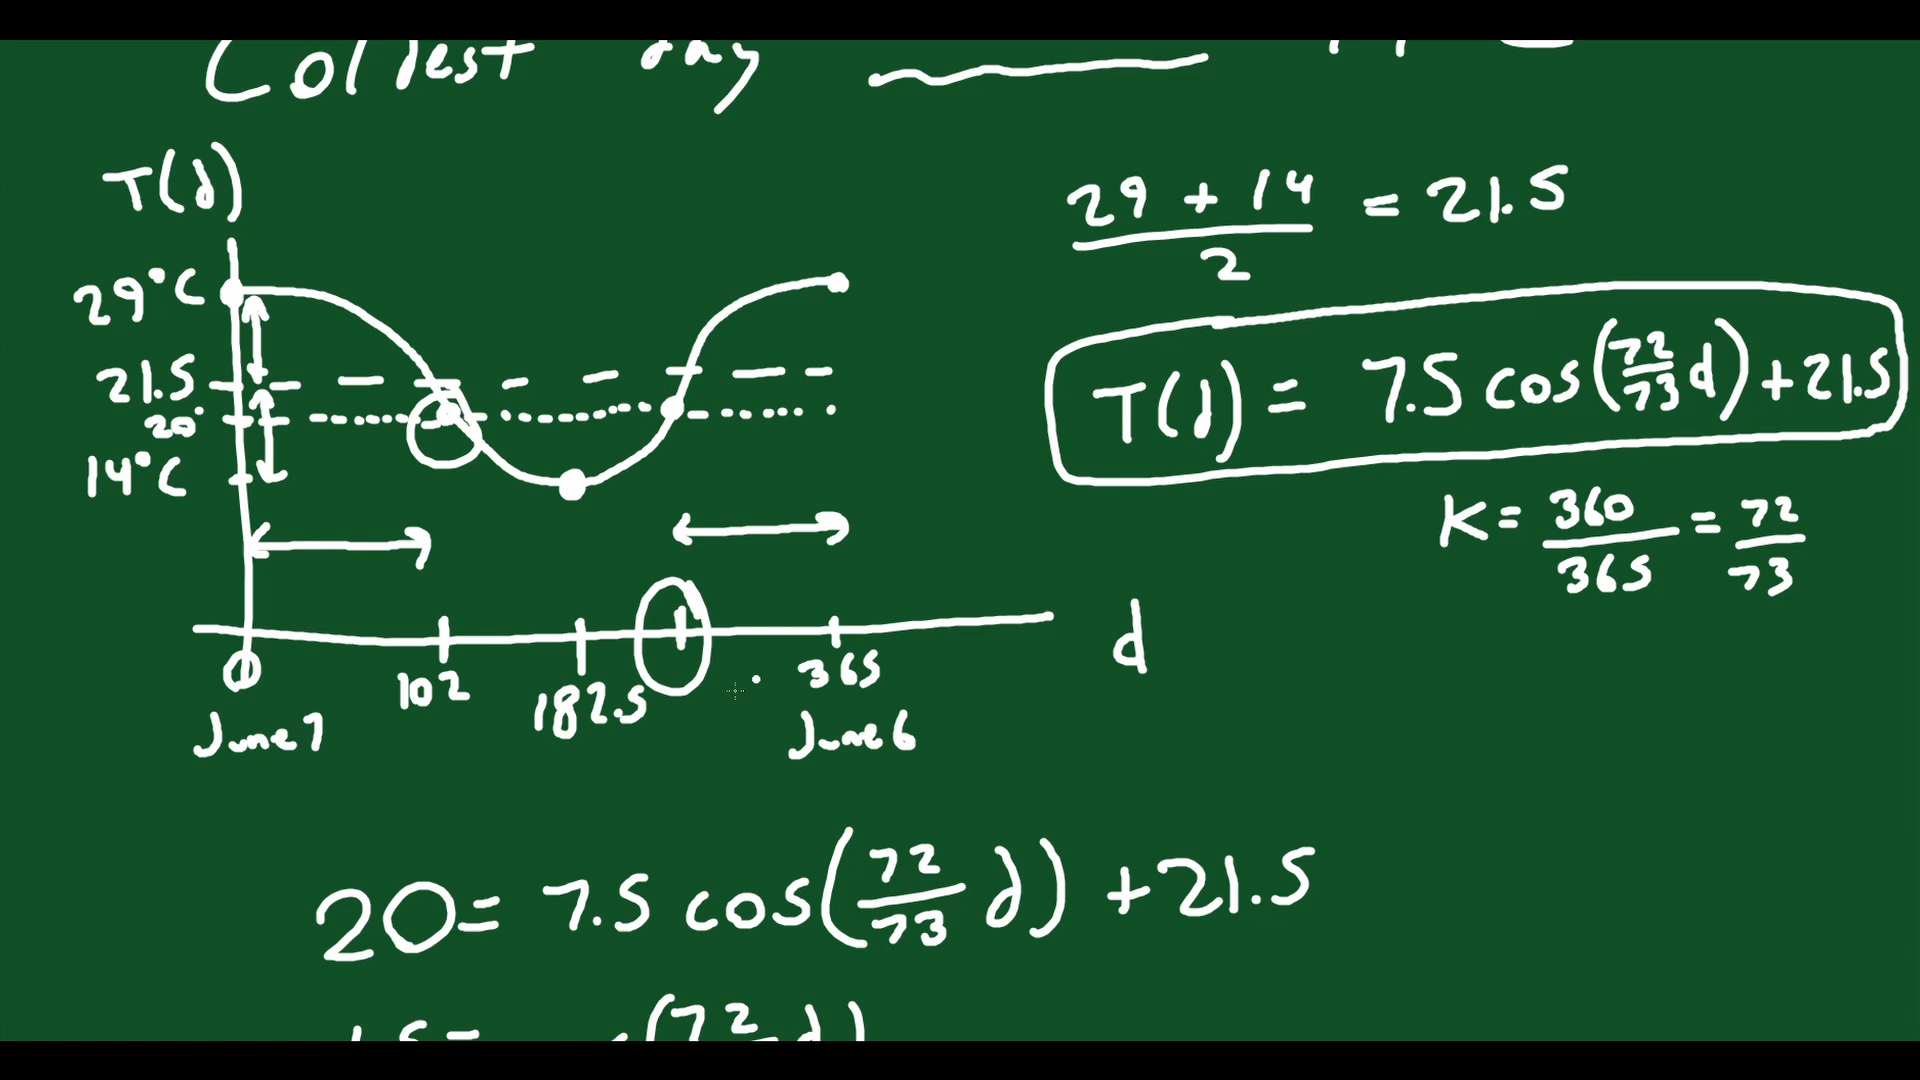 Coldest day
T(d)
29°C
21.5
20°
14°C
0
102
182.5
365
d
June 7
June 6
29 + 14 / 2 = 21.5
T(d) = 7.5 cos(72/73 d) + 21.5
K = 360/365 = 72/73
20 = 7.5 cos(72/73 d) + 21.5